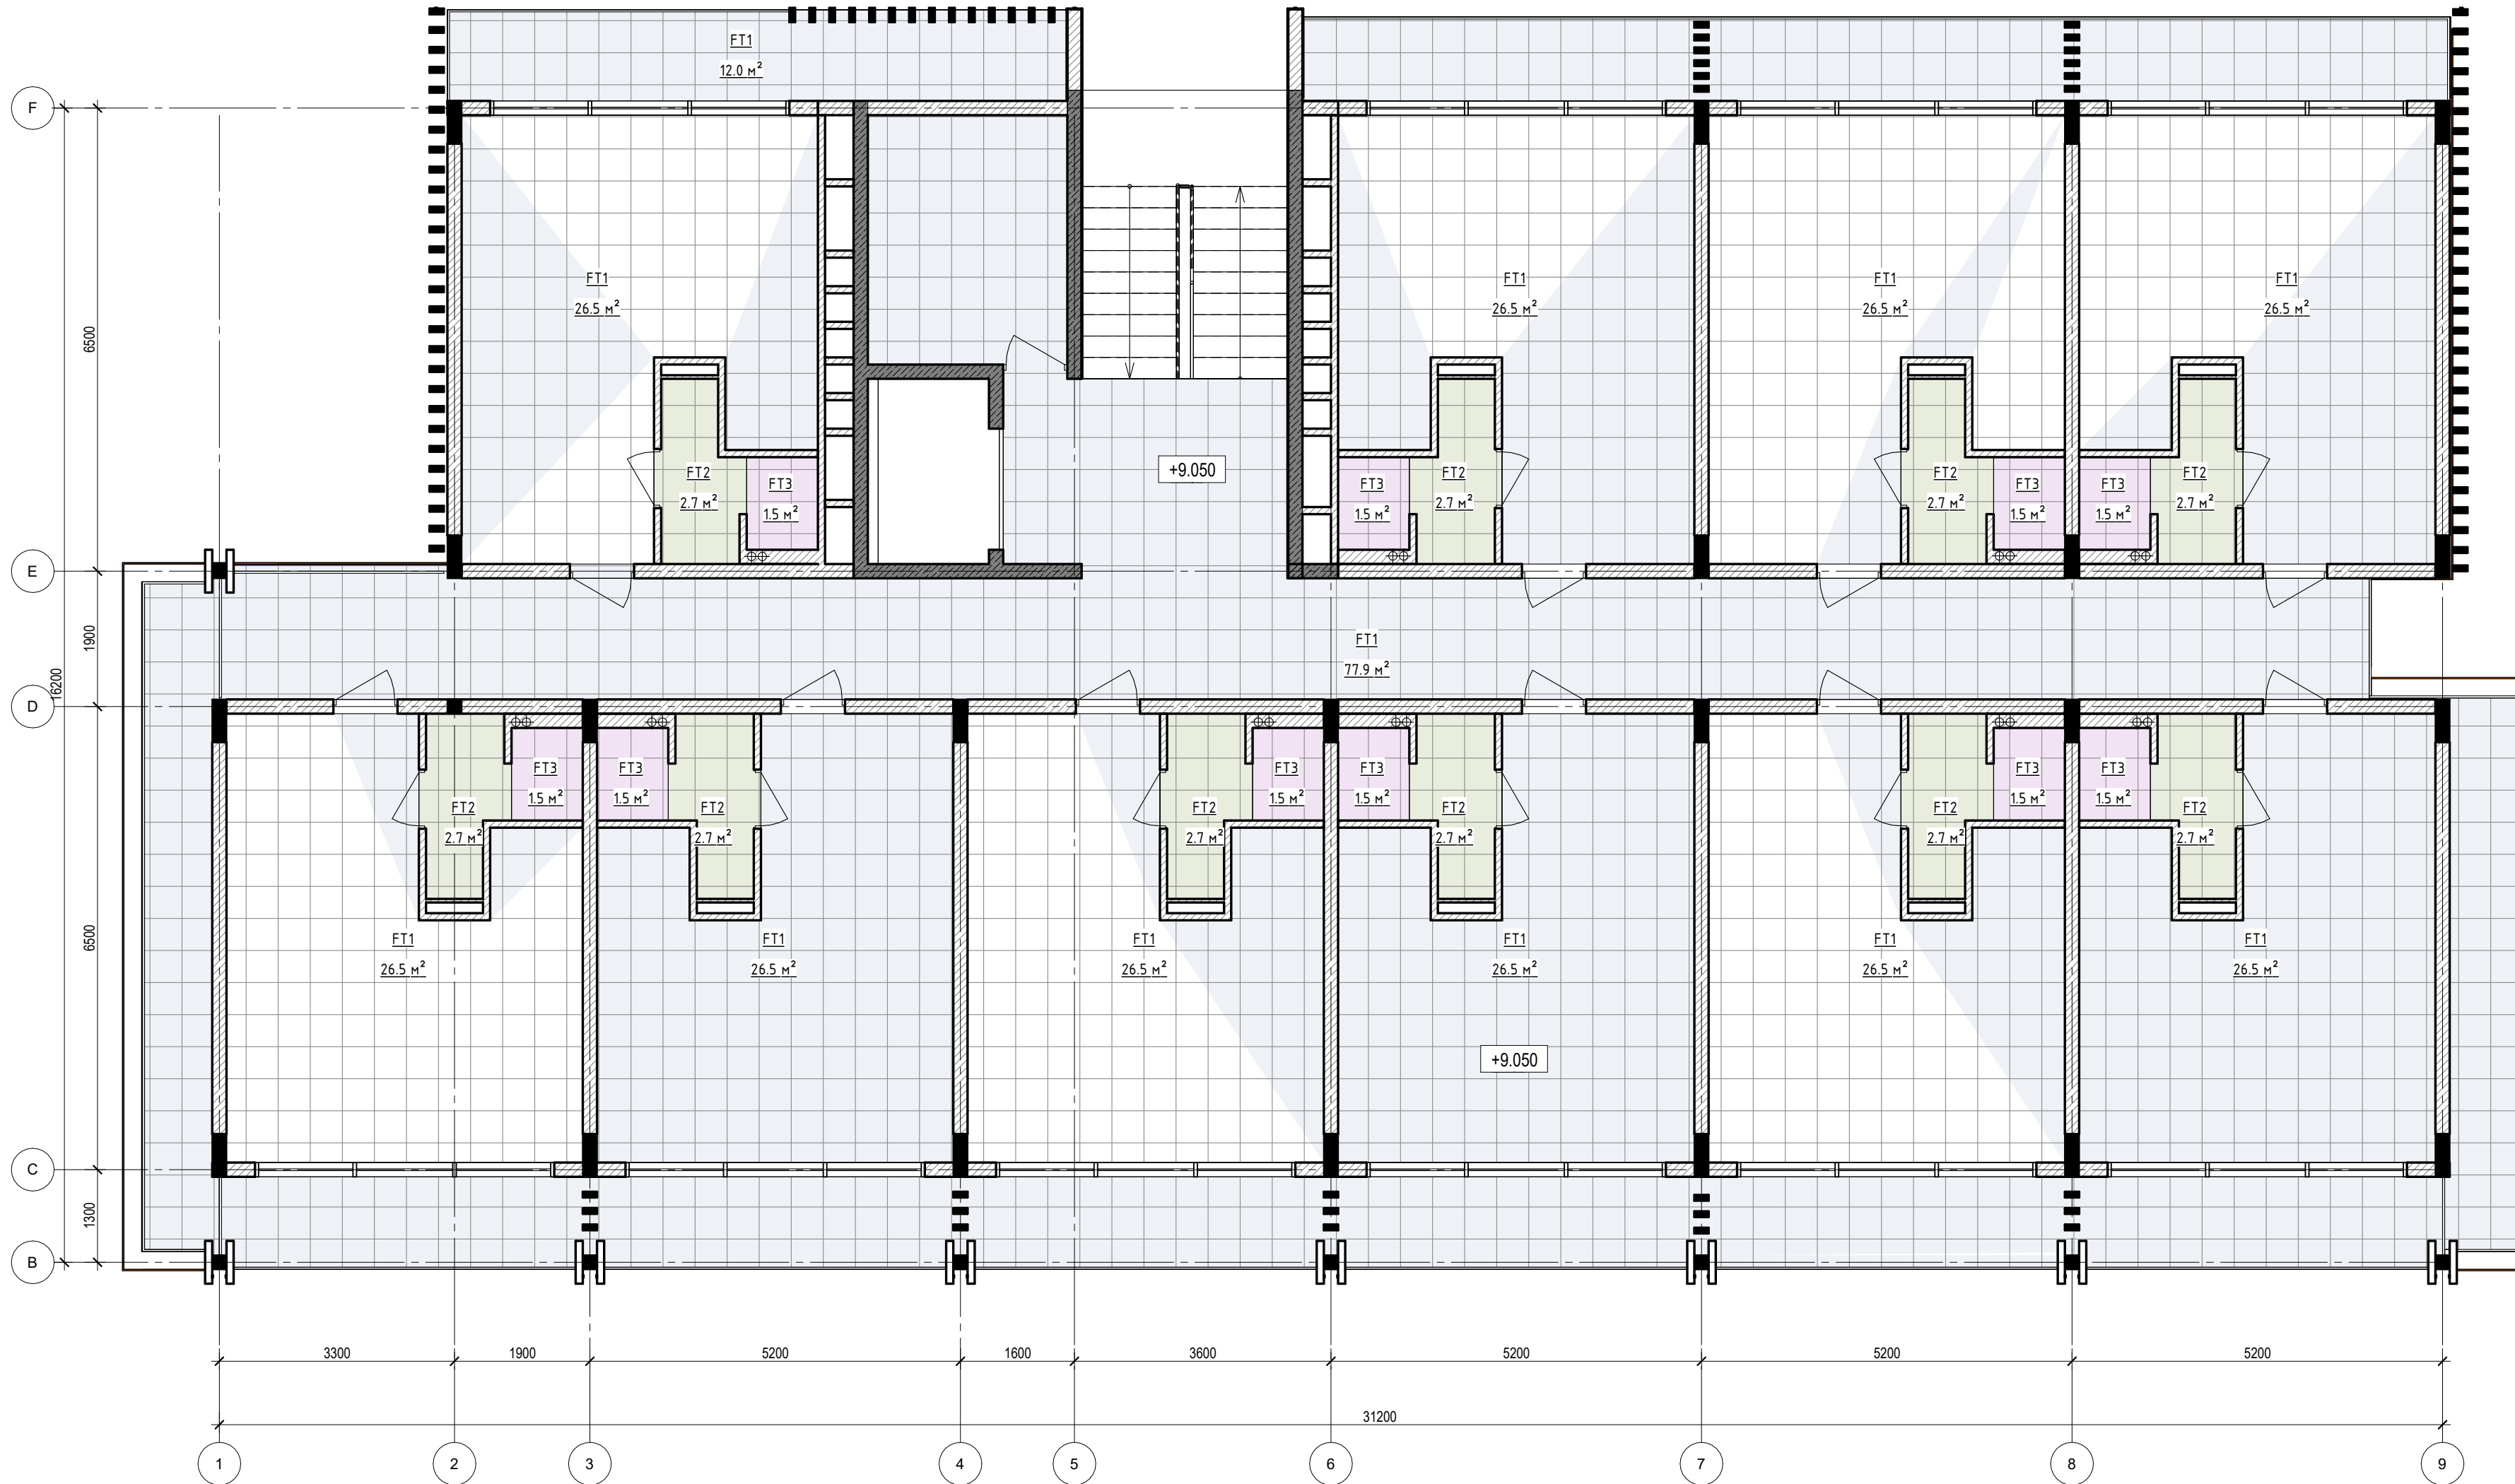 FT1
12.0 м²
F
6500
FT1
26.5 м²
FT1
26.5 м²
FT1
26.5 м²
FT1
26.5 м²
+9.050
FT2
2.7 м²
FT3
1.5 м²
FT3
1.5 м²
FT2
2.7 м²
FT2
2.7 м²
FT3
1.5 м²
FT3
1.5 м²
FT2
2.7 м²
E
1900
16200
FT1
77.9 м²
D
FT2
2.7 м²
FT3
1.5 м²
FT3
1.5 м²
FT2
2.7 м²
FT2
2.7 м²
FT3
1.5 м²
FT3
1.5 м²
FT2
2.7 м²
FT2
2.7 м²
FT3
1.5 м²
FT3
1.5 м²
FT2
2.7 м²
6500
FT1
26.5 м²
FT1
26.5 м²
FT1
26.5 м²
FT1
26.5 м²
FT1
26.5 м²
FT1
26.5 м²
+9.050
C
1300
B
3300 1900 5200 1600 3600 5200 5200 5200
31200
1 2 3 4 5 6 7 8 9